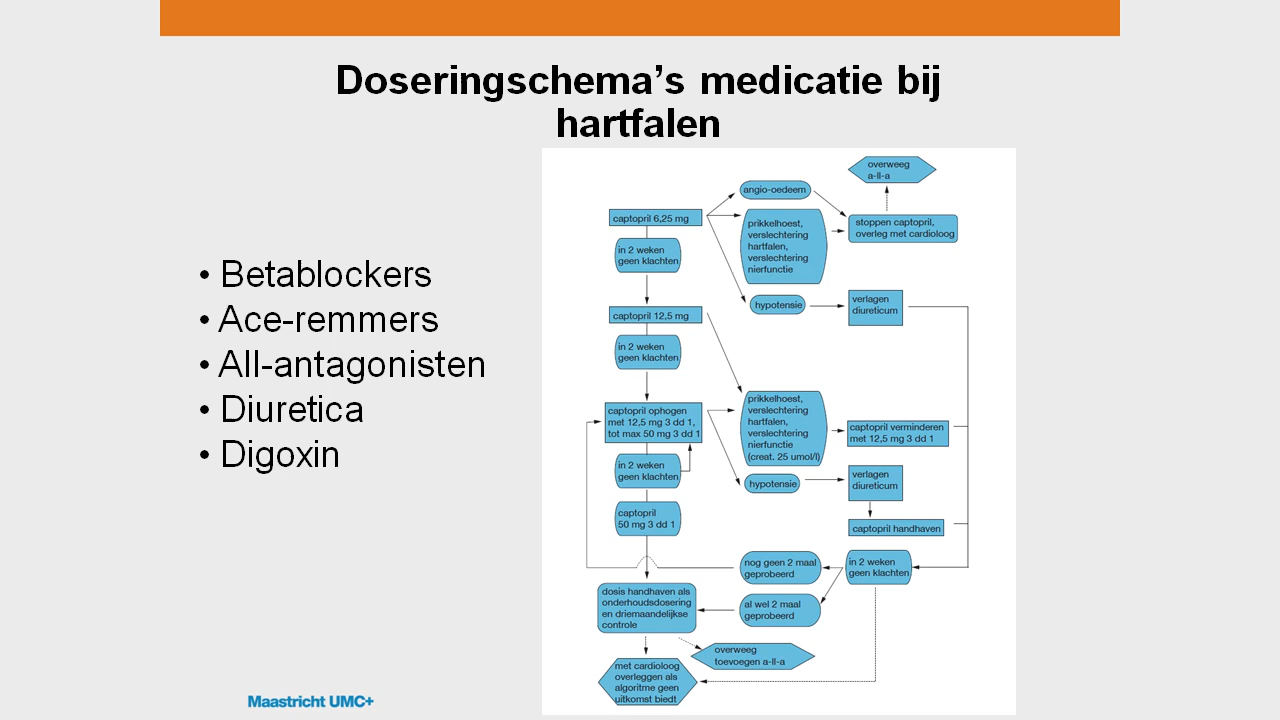 Doseringschema's medicatie bij
hartfalen
• Betablockers
• Ace-remmers
• All-antagonisten
• Diuretica
• Digoxin
overweeg
a-II-a
angio-oedeem
captopril 6,25 mg
prikkelhoest,
verslechtering
hartfalen,
verslechtering
nierfunctie
stoppen captopril,
overleg met cardioloog
in 2 weken
geen klachten
hypotensie
verlagen
diureticum
captopril 12,5 mg
in 2 weken
geen klachten
captopril ophogen
met 12,5 mg 3 dd 1,
tot max 50 mg 3 dd 1
prikkelhoest,
verslechtering
hartfalen,
verslechtering
nierfunctie
(creat. 25 umol/l)
captopril verminderen
met 12,5 mg 3 dd 1
in 2 weken
geen klachten
hypotensie
verlagen
diureticum
captopril
50 mg 3 dd 1
captopril handhaven
nog geen 2 maal
geprobeerd
in 2 weken
geen klachten
dosis handhaven als
onderhoudsdosering
en driemaandelijkse
controle
al wel 2 maal
geprobeerd
overweeg
toevoegen a-II-a
met cardioloog
overleggen als
algoritme geen
uitkomst biedt
Maastricht UMC+